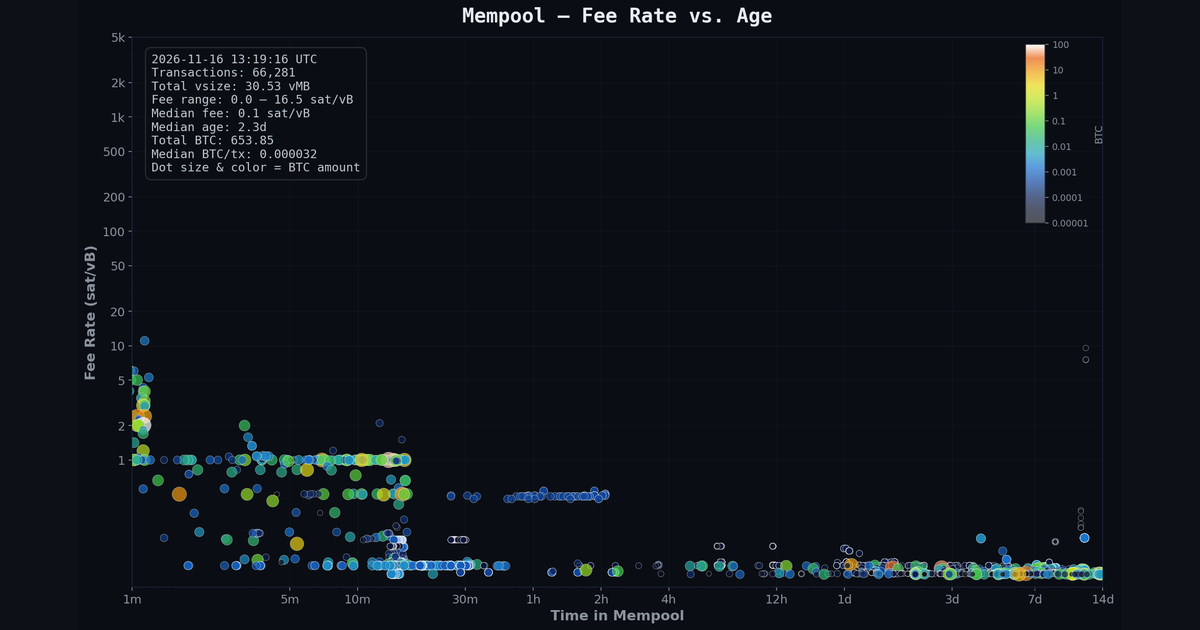 Mempool — Fee Rate vs. Age
2026-11-16 13:19:16 UTC
Transactions: 66,281
Total vsize: 30.53 vMB
Fee range: 0.0 — 16.5 sat/vB
Median fee: 0.1 sat/vB
Median age: 2.3d
Total BTC: 653.85
Median BTC/tx: 0.000032
Dot size & color = BTC amount
Fee Rate (sat/vB)
5k
2k
1k
500
200
100
50
20
10
5
2
1
100
10
1
0.1
0.01
0.001
0.0001
0.00001
BTC
1m
5m
10m
30m
1h
2h
4h
12h
1d
3d
7d
14d
Time in Mempool